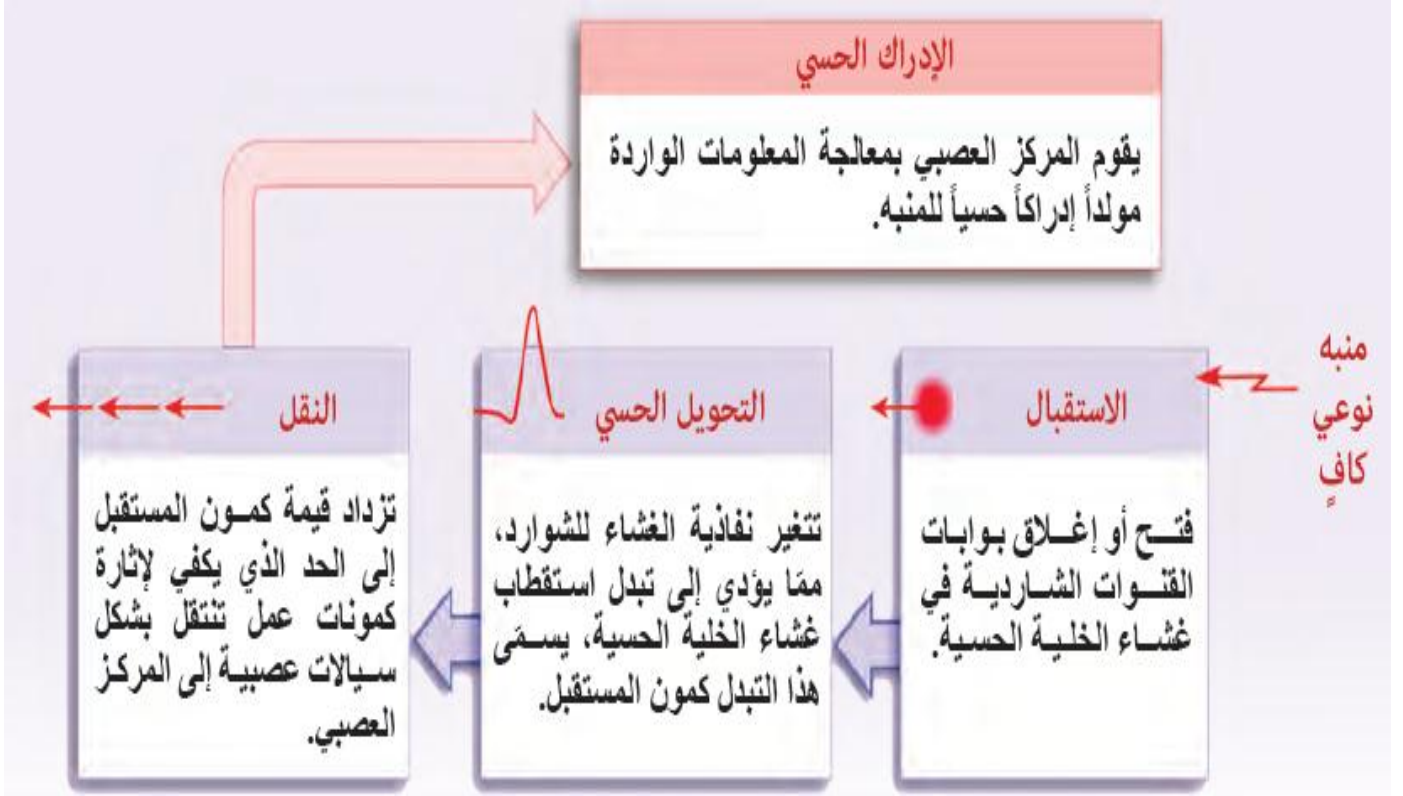 الإدراك الحسي
يقوم المركز العصبي بمعالجة المعلومات الواردة
مولداً إدراكاً حسياً للمنبه.
منبه
نوعي
كافٍ
الاستقبال
فتح أو إغلاق بوابات
القنوات الشاردية في
غشاء الخلية الحسية.
التحويل الحسي
تتغير نفاذية الغشاء للشوارد،
ممّا يؤدي إلى تبدل استقطاب
غشاء الخلية الحسية، يسمّى
هذا التبدل كمون المستقبل.
النقل
تزداد قيمة كمون المستقبل
إلى الحد الذي يكفي لإثارة
كمونات عمل تنتقل بشكل
سيالات عصبية إلى المركز
العصبي.